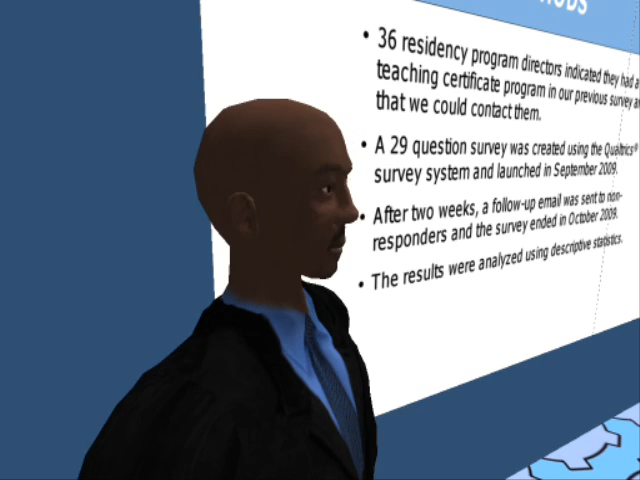 • 36 residency program directors indicated they had a
teaching certificate program in our previous survey
that we could contact them.
• A 29 question survey was created using the Qualtrics®
survey system and launched in September 2009.
• After two weeks, a follow-up email was sent to non-
responders and the survey ended in October 2009.
• The results were analyzed using descriptive statistics.